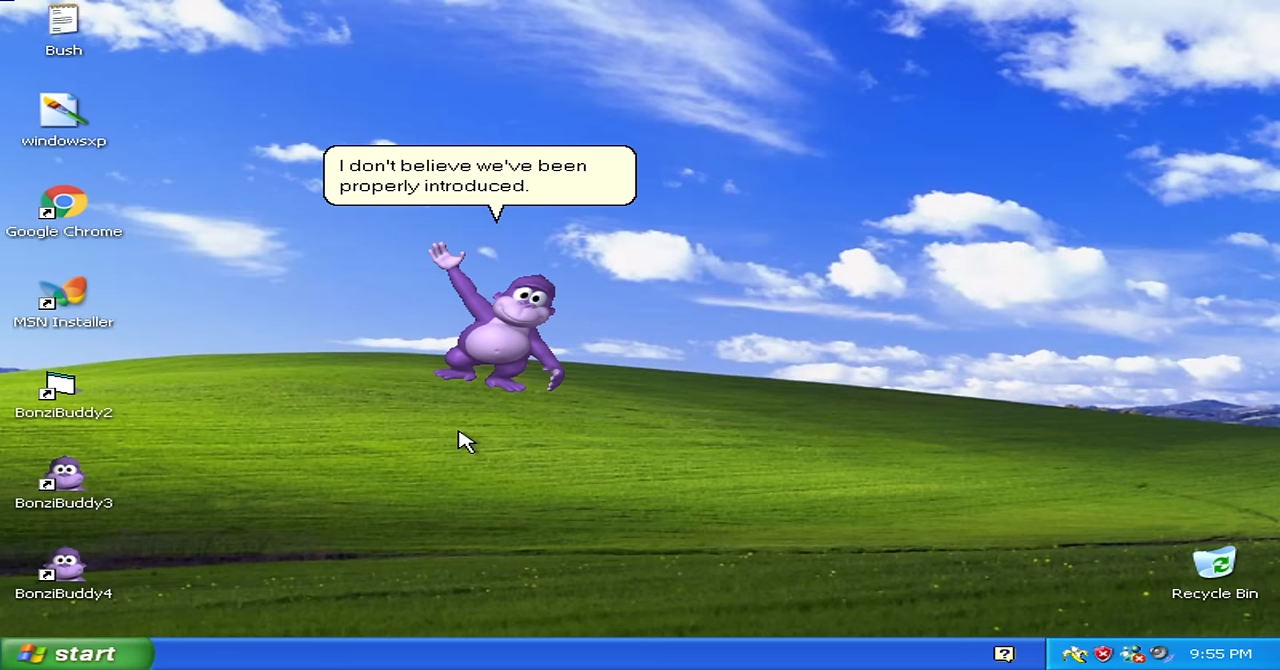 Bush
windowsxp
Google Chrome
MSN Installer
BonziBuddy2
BonziBuddy3
BonziBuddy4
I don't believe we've been
properly introduced.
Recycle Bin
start
9:55 PM